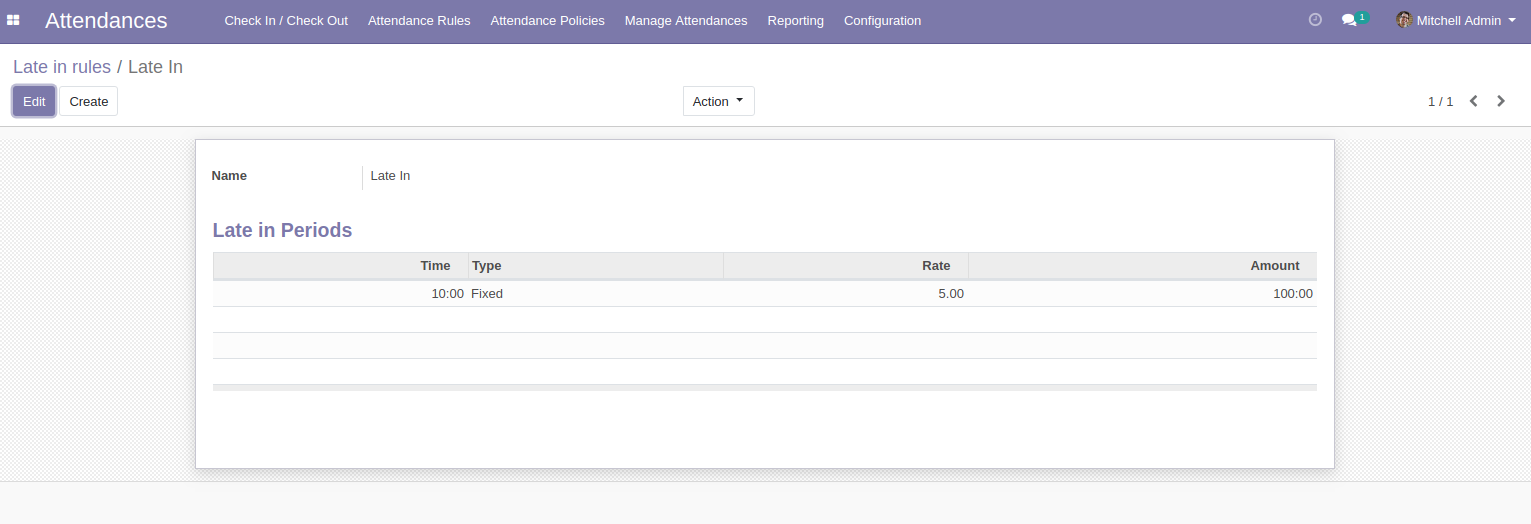 Attendances Check In / Check Out Attendance Rules Attendance Policies Manage Attendances Reporting Configuration 1 Mitchell Admin
Late in rules / Late In
Edit Create Action 1 / 1
Name Late In
Late in Periods
Time Type Rate Amount
10:00 Fixed 5.00 100:00